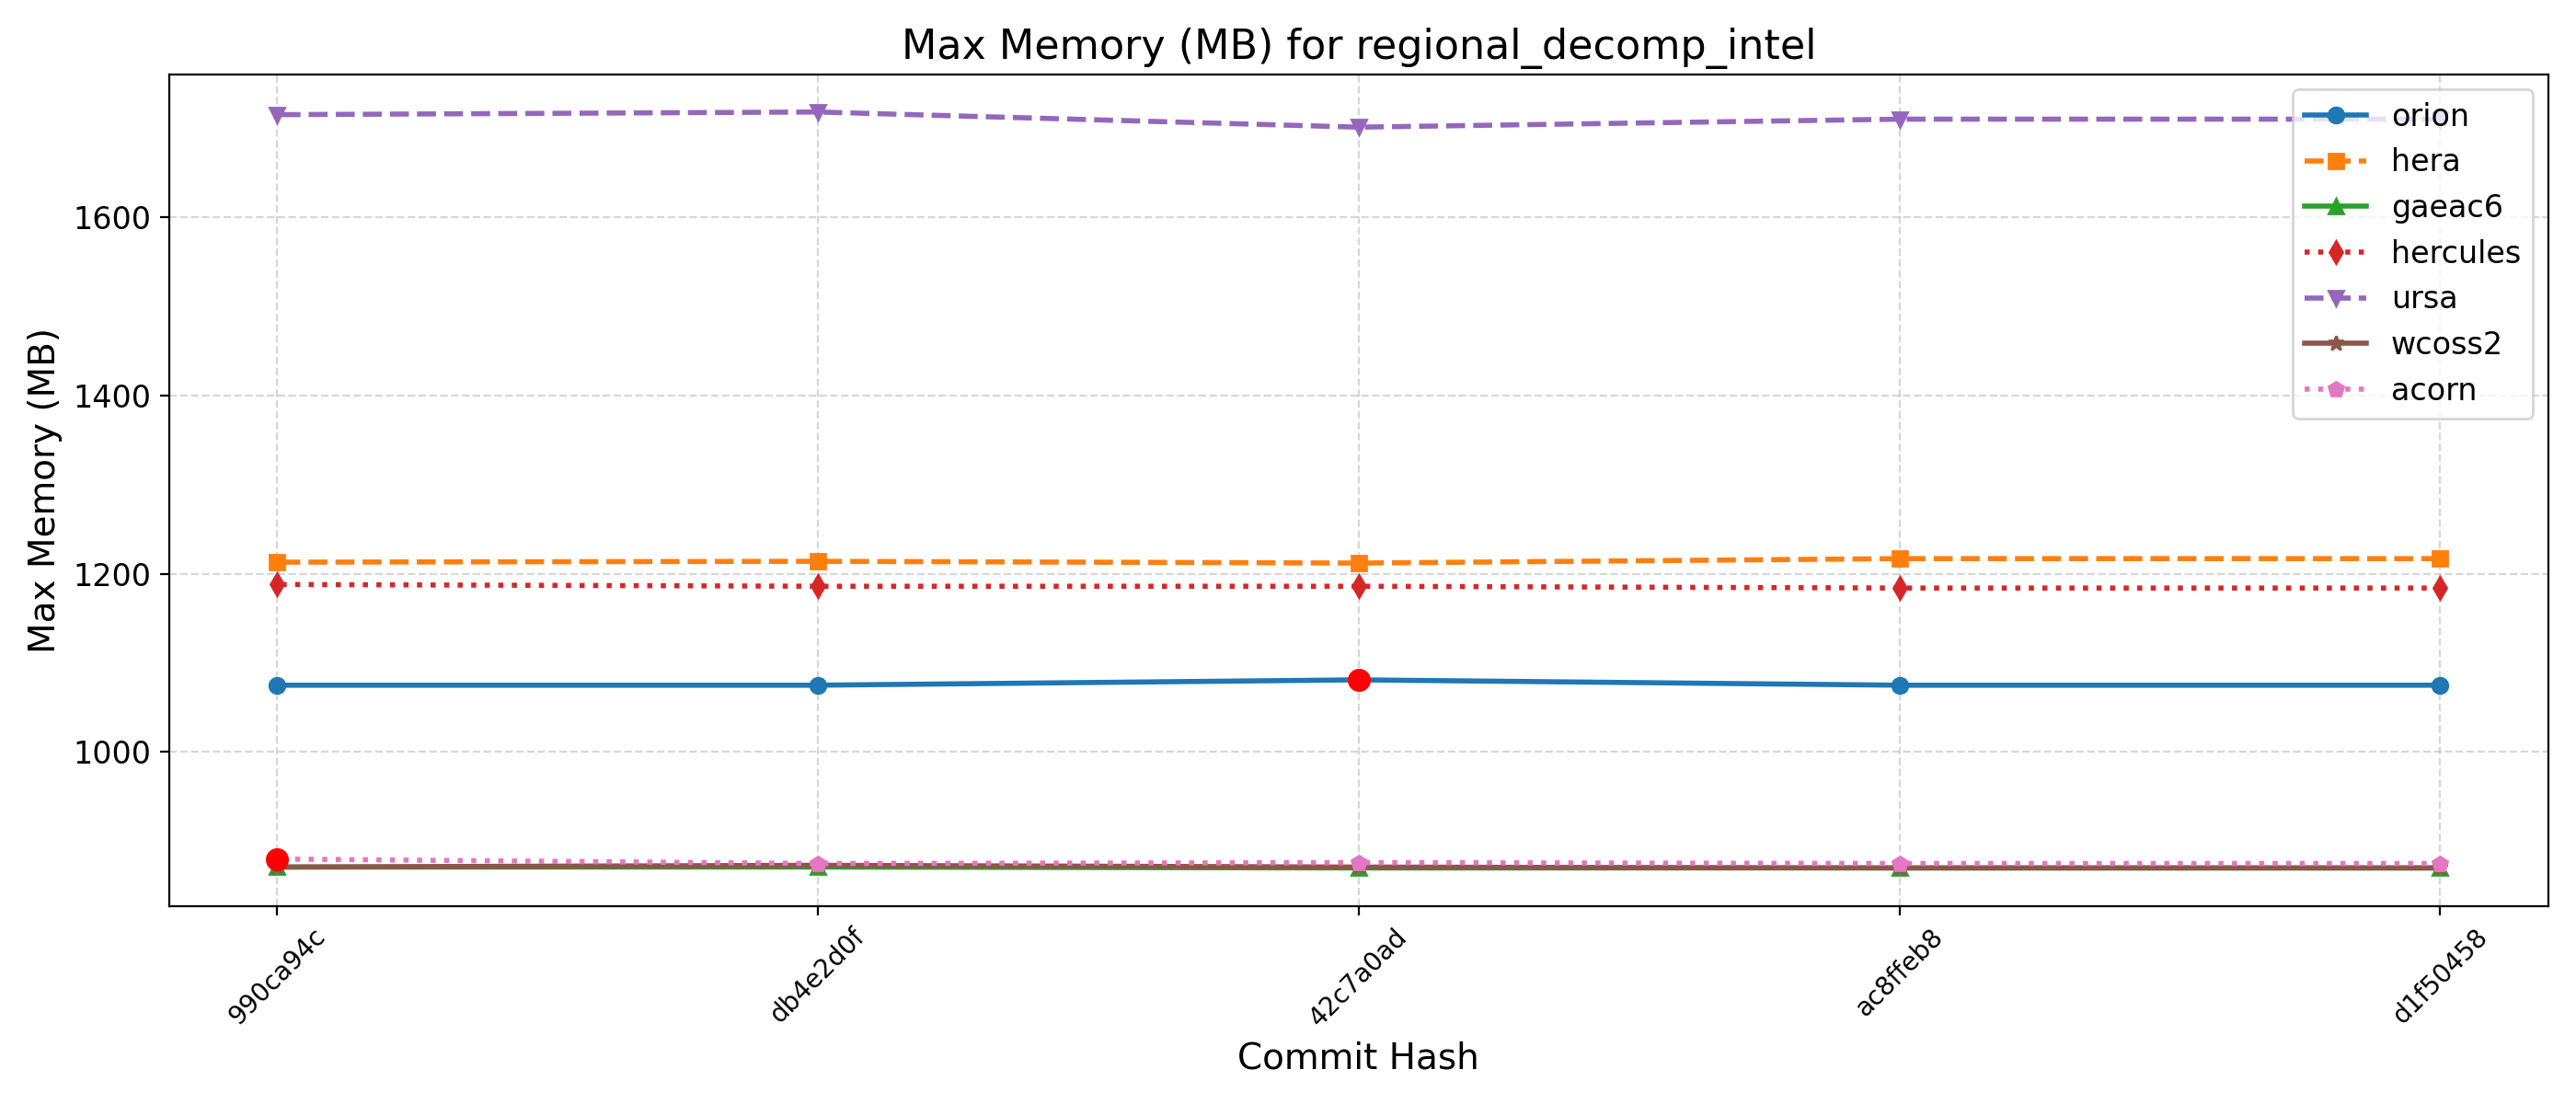 Max Memory (MB) for regional_decomp_intel
Max Memory (MB)
1600
1400
1200
1000
orion
hera
gaeac6
hercules
ursa
wcoss2
acorn
990ca94c
db4e2d0f
42c7a0ad
ac8ffeb8
d1f50458
Commit Hash